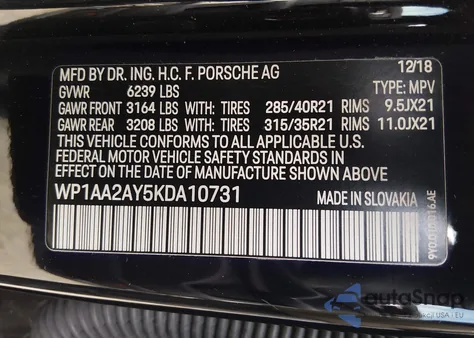 MFD BY DR. ING. H.C. F. PORSCHE AG 12/18
GVWR 6239 LBS TYPE: MPV
GAWR FRONT 3164 LBS WITH: TIRES 285/40R21 RIMS 9.5JX21
GAWR REAR 3208 LBS WITH: TIRES 315/35R21 RIMS 11.0JX21
THIS VEHICLE CONFORMS TO ALL APPLICABLE
FEDERAL MOTOR VEHICLE SAFETY STANDARDS IN
EFFECT ON THE DATE OF MANUFACTURE SHOWN ABOVE
WP1AA2AY5KDA10731 MADE IN SLOVAKIA
autoSnap
USA i EU